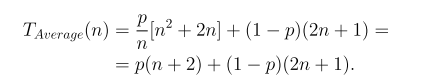 T_{Average}(n) = \frac{p}{n}[n^2 + 2n] + (1 − p)(2n + 1) =
= p(n + 2) + (1 − p)(2n + 1).